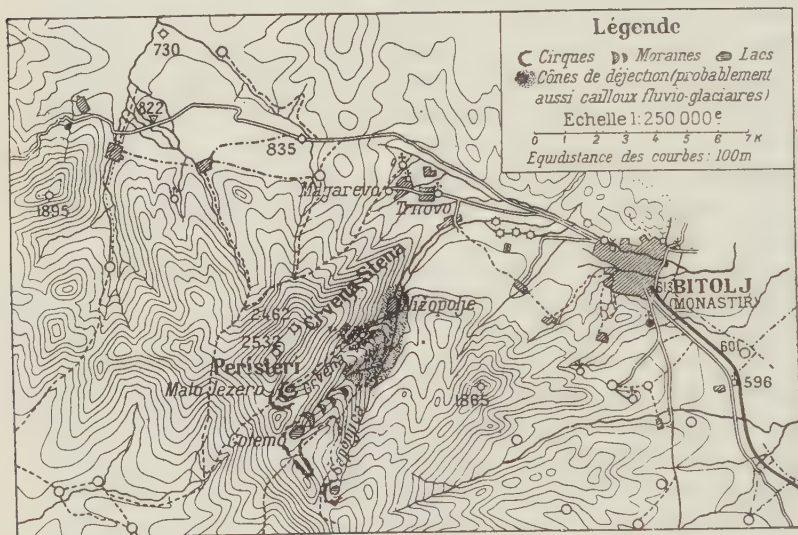 Légende
Cirques Moraines Lacs
Cônes de déjection (probablement
aussi cailloux fluvio-glaciaires)
Echelle 1:250 000e
0 1 2 3 4 5 6 7 K
Equidistance des courbes: 100m
730
822
835
1895
Magarevo
Trnovo
BITOLJ
(MONASTIR)
Crvena Stena
Nižopolje
2462
2532
Peristeri
Malo Jezero
1865
596
Golemo